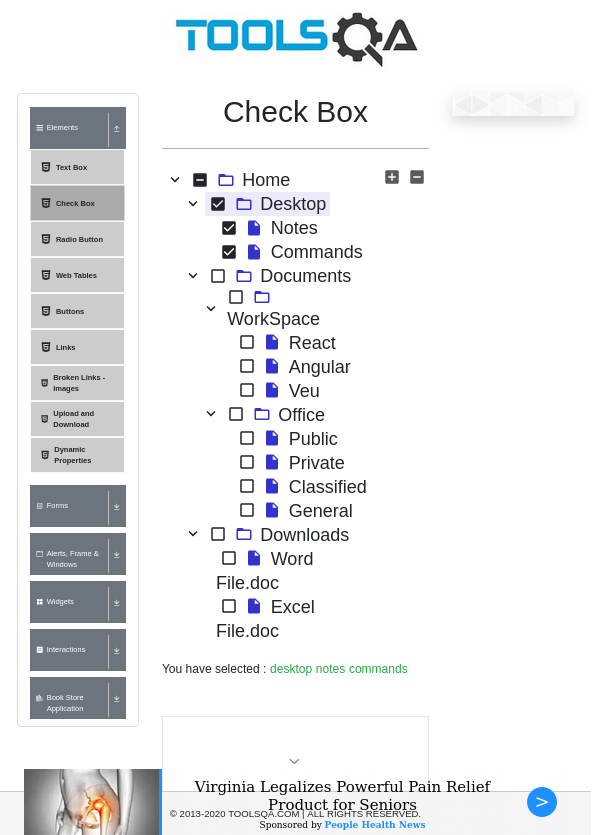 TOOLSQA
Check Box
Elements
Text Box
Check Box
Radio Button
Web Tables
Buttons
Links
Broken Links -
Images
Upload and
Download
Dynamic
Properties
Forms
Alerts, Frame &
Windows
Widgets
Interactions
Book Store
Application
Home
Desktop
Notes
Commands
Documents
WorkSpace
React
Angular
Veu
Office
Public
Private
Classified
General
Downloads
Word
File.doc
Excel
File.doc
You have selected : desktop notes commands
Virginia Legalizes Powerful Pain Relief
Product for Seniors
© 2013-2020 TOOLSQA.COM | ALL RIGHTS RESERVED.
Sponsored by People Health News